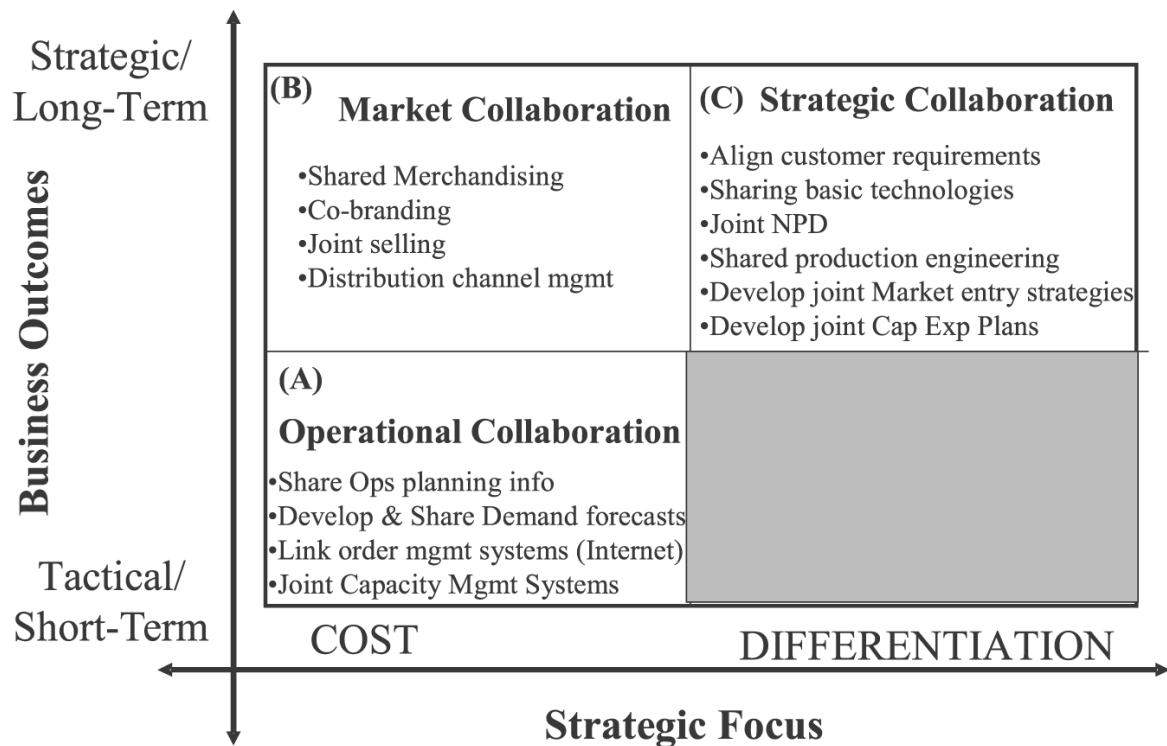 Strategic/
Long-Term
Business Outcomes
Tactical/
Short-Term
(B)
Market Collaboration
•Shared Merchandising
•Co-branding
•Joint selling
•Distribution channel mgmt
(C) Strategic Collaboration
•Align customer requirements
•Sharing basic technologies
•Joint NPD
•Shared production engineering
•Develop joint Market entry strategies
•Develop joint Cap Exp Plans
(A)
Operational Collaboration
•Share Ops planning info
•Develop & Share Demand forecasts
•Link order mgmt systems (Internet)
•Joint Capacity Mgmt Systems
COST
DIFFERENTIATION
Strategic Focus